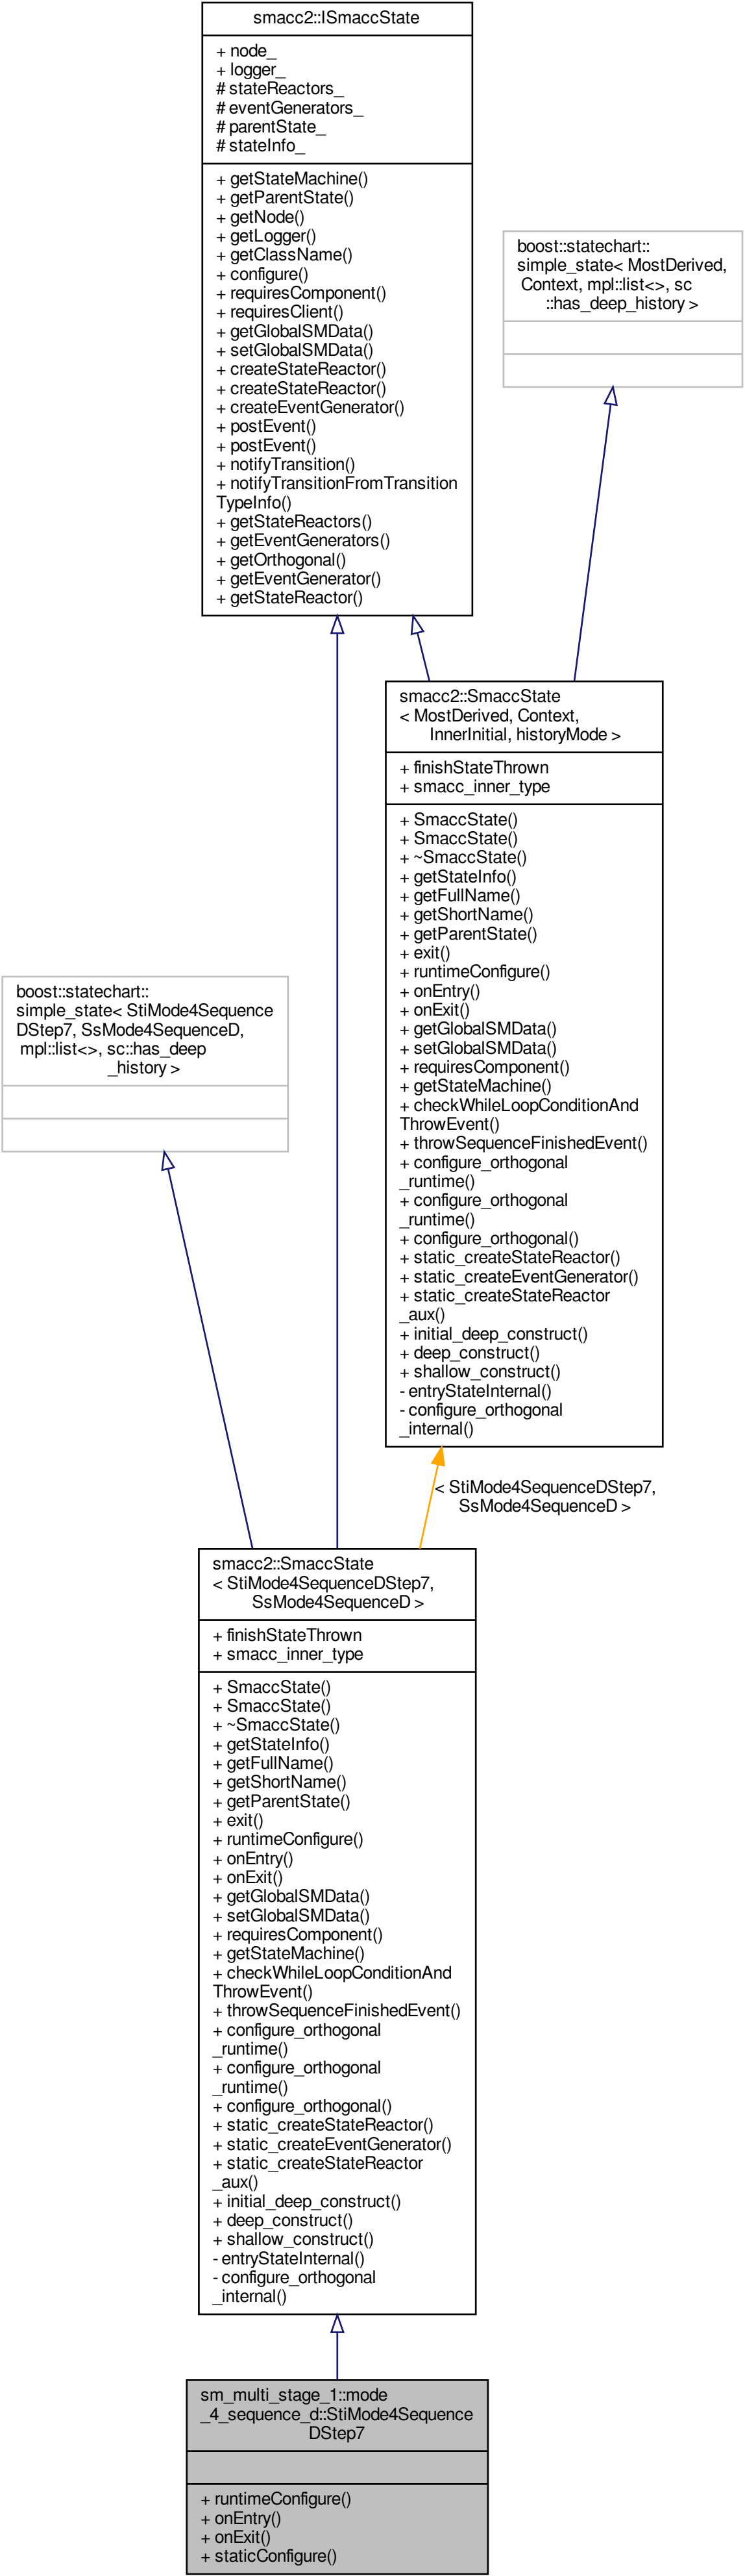 smacc2::ISmaccState
+ node_
+ logger_
# stateReactors_
# eventGenerators_
# parentState_
# stateInfo_
+ getStateMachine()
+ getParentState()
+ getNode()
+ getLogger()
+ getClassName()
+ configure()
+ requiresComponent()
+ requiresClient()
+ getGlobalSMData()
+ setGlobalSMData()
+ createStateReactor()
+ createStateReactor()
+ createEventGenerator()
+ postEvent()
+ postEvent()
+ notifyTransition()
+ notifyTransitionFromTransition
TypeInfo()
+ getStateReactors()
+ getEventGenerators()
+ getOrthogonal()
+ getEventGenerator()
+ getStateReactor()
boost::statechart::
simple_state< MostDerived,
Context, mpl::list<>, sc
::has_deep_history >
smacc2::SmaccState
< MostDerived, Context,
InnerInitial, historyMode >
+ finishStateThrown
+ smacc_inner_type
+ SmaccState()
+ SmaccState()
+ ~SmaccState()
+ getStateInfo()
+ getFullName()
+ getShortName()
+ getParentState()
+ exit()
+ runtimeConfigure()
+ onEntry()
+ onExit()
+ getGlobalSMData()
+ setGlobalSMData()
+ requiresComponent()
+ getStateMachine()
+ checkWhileLoopConditionAnd
ThrowEvent()
+ throwSequenceFinishedEvent()
+ configure_orthogonal
_runtime()
+ configure_orthogonal
_runtime()
+ configure_orthogonal()
+ static_createStateReactor()
+ static_createEventGenerator()
+ static_createStateReactor
_aux()
+ initial_deep_construct()
+ deep_construct()
+ shallow_construct()
- entryStateInternal()
- configure_orthogonal
_internal()
boost::statechart::
simple_state< StiMode4Sequence
DStep7, SsMode4SequenceD,
mpl::list<>, sc::has_deep
_history >
< StiMode4SequenceDStep7,
SsMode4SequenceD >
smacc2::SmaccState
< StiMode4SequenceDStep7,
SsMode4SequenceD >
+ finishStateThrown
+ smacc_inner_type
+ SmaccState()
+ SmaccState()
+ ~SmaccState()
+ getStateInfo()
+ getFullName()
+ getShortName()
+ getParentState()
+ exit()
+ runtimeConfigure()
+ onEntry()
+ onExit()
+ getGlobalSMData()
+ setGlobalSMData()
+ requiresComponent()
+ getStateMachine()
+ checkWhileLoopConditionAnd
ThrowEvent()
+ throwSequenceFinishedEvent()
+ configure_orthogonal
_runtime()
+ configure_orthogonal
_runtime()
+ configure_orthogonal()
+ static_createStateReactor()
+ static_createEventGenerator()
+ static_createStateReactor
_aux()
+ initial_deep_construct()
+ deep_construct()
+ shallow_construct()
- entryStateInternal()
- configure_orthogonal
_internal()
sm_multi_stage_1::mode
_4_sequence_d::StiMode4Sequence
DStep7
+ runtimeConfigure()
+ onEntry()
+ onExit()
+ staticConfigure()